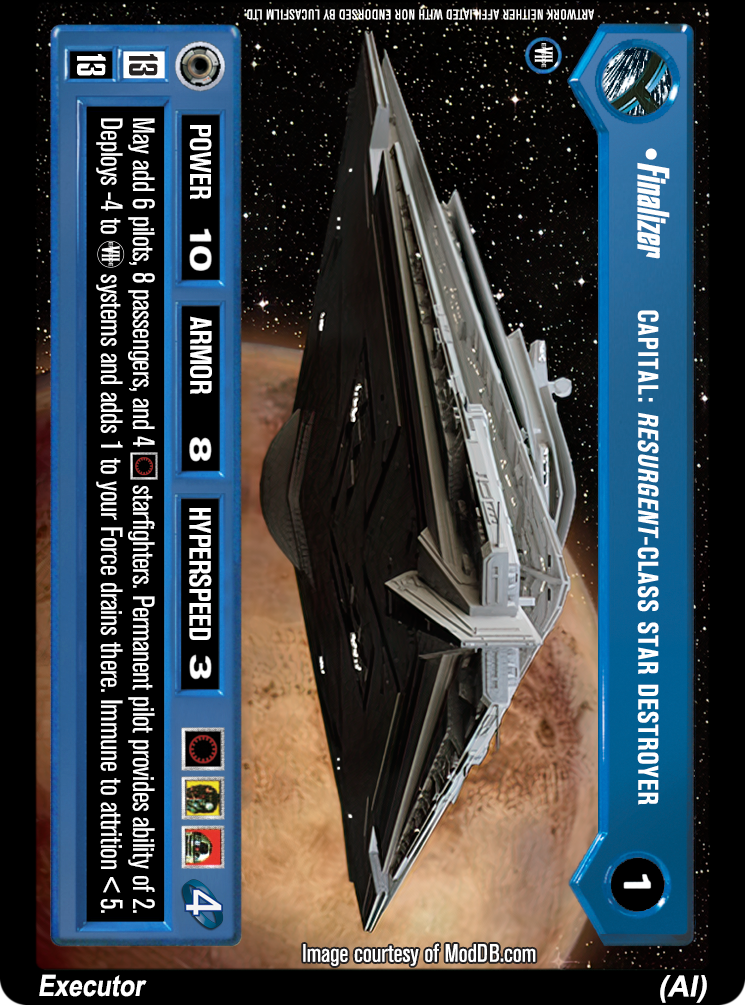 •Finalizer CAPITAL: RESURGENT-CLASS STAR DESTROYER 1
VII
ARTWORK NEITHER AFFILIATED WITH NOR ENDORSED BY LUCASFILM LTD.
POWER 10 ARMOR 8 HYPERSPEED 3 4
13 13
May add 6 pilots, 8 passengers, and 4 starfighters. Permanent pilot provides ability of 2.
Deploys -4 to VII systems and adds 1 to your Force drains there. Immune to attrition < 5.
Image courtesy of ModDB.com
Executor (AI)